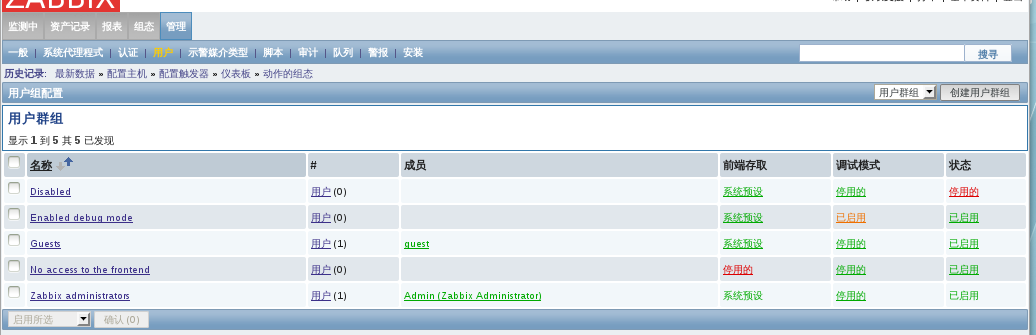 ZABBIX
监测中 资产记录 报表 组态 管理
一般 | 系统代理程式 | 认证 | 用户 | 示警媒介类型 | 脚本 | 审计 | 队列 | 警报 | 安装 搜寻
历史记录: 最新数据 » 配置主机 » 配置触发器 » 仪表板 » 动作的组态
用户组配置 用户群组 创建用户群组
用户群组
显示 1 到 5 其 5 已发现
名称 # 成员 前端存取 调试模式 状态
Disabled 用户 (0) 系统预设 停用的 停用的
Enabled debug mode 用户 (0) 系统预设 已启用 已启用
Guests 用户 (1) guest 系统预设 停用的 已启用
No access to the frontend 用户 (0) 停用的 停用的 已启用
Zabbix administrators 用户 (1) Admin (Zabbix Administrator) 系统预设 停用的 已启用
启用所选 确认 (0)